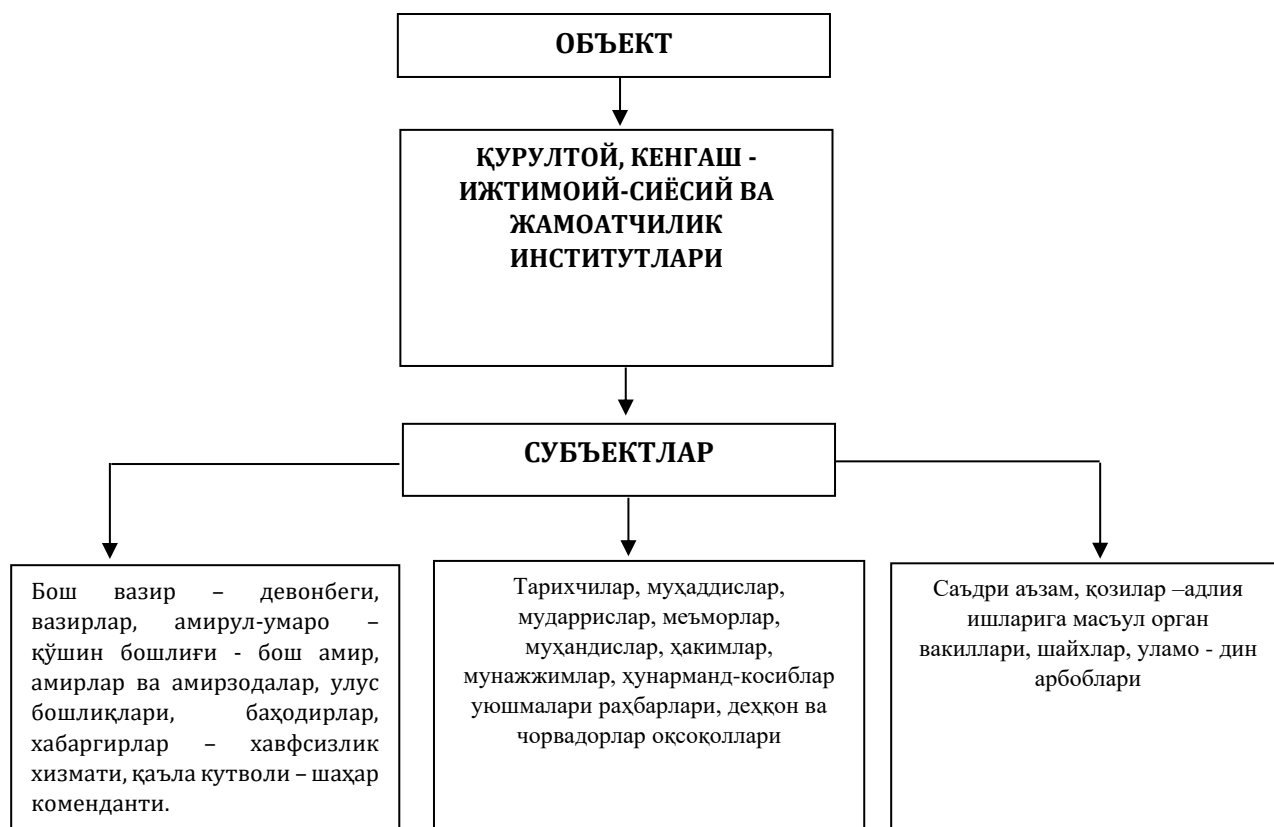 ОБЪЕКТ
ҚУРУЛТОЙ, КЕНГАШ -
ИЖТИМОИЙ-СИЁСИЙ ВА
ЖАМОАТЧИЛИК
ИНСТИТУТЛАРИ
СУБЪЕКТЛАР
Бош вазир – девонбеги,
вазирлар, амирул-умаро –
қўшин бошлиғи - бош амир,
амирлар ва амирзодалар, улус
бошлиқлари, баҳодирлар,
хабаргирлар – хавфсизлик
хизмати, қаъла кутволи – шаҳар
коменданти.
Тарихчилар, муҳаддислар,
мударрислар, меъморлар,
муҳандислар, ҳакимлар,
мунажжимлар, ҳунарманд-косиблар
уюшмалари раҳбарлари, деҳқон ва
чорвадорлар оқсоқоллари
Саъдри аъзам, қозилар –адлия
ишларига масъул орган
вакиллари, шайхлар, уламо - дин
арбоблари